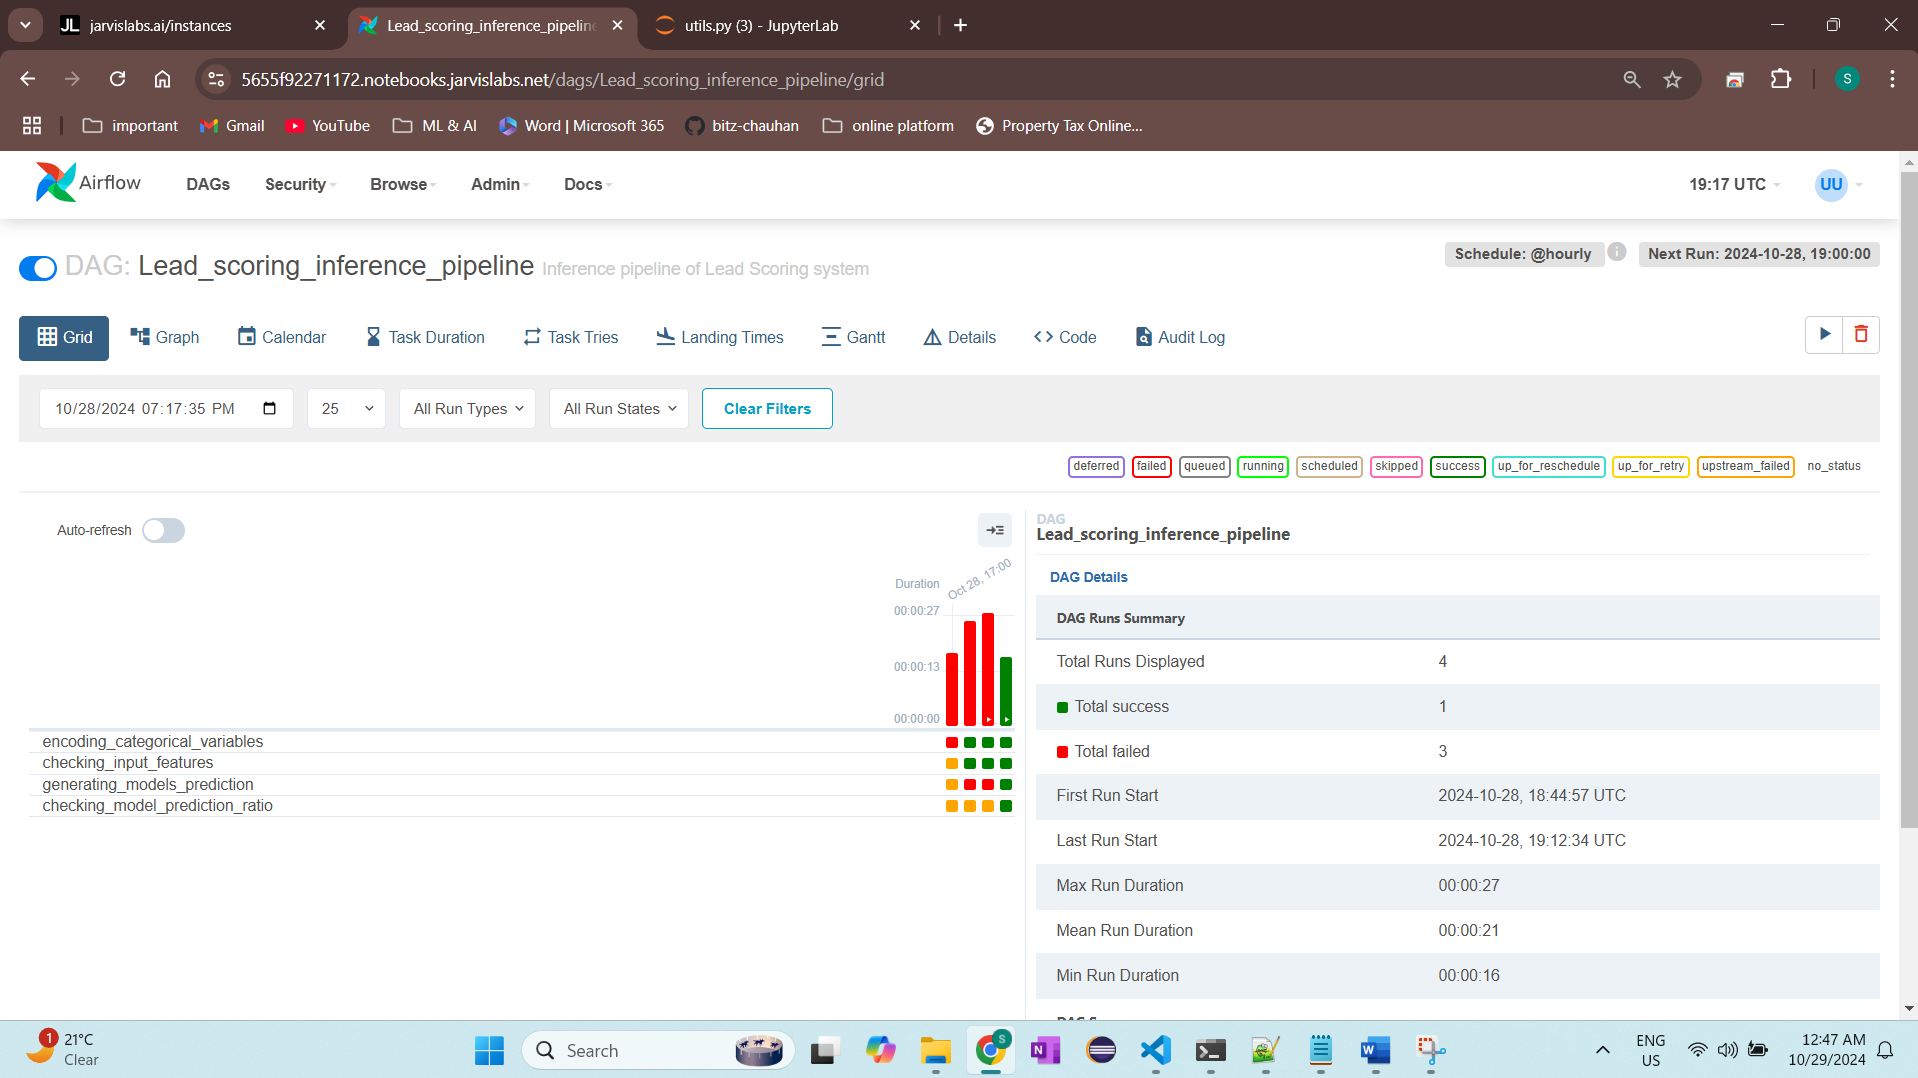 jarvislabs.ai/instances
Lead_scoring_inference_pipeline
utils.py (3) - JupyterLab
5655f92271172.notebooks.jarvislabs.net/dags/Lead_scoring_inference_pipeline/grid
S
important
Gmail
YouTube
ML & AI
Word | Microsoft 365
bitz-chauhan
online platform
Property Tax Online...
Airflow
DAGs
Security
Browse
Admin
Docs
19:17 UTC
UU
DAG: Lead_scoring_inference_pipeline Inference pipeline of Lead Scoring system
Schedule: @hourly
Next Run: 2024-10-28, 19:00:00
Grid
Graph
Calendar
Task Duration
Task Tries
Landing Times
Gantt
Details
Code
Audit Log
10/28/2024 07:17:35 PM
25
All Run Types
All Run States
Clear Filters
deferred
failed
queued
running
scheduled
skipped
success
up_for_reschedule
up_for_retry
upstream_failed
no_status
Auto-refresh
Duration
Oct 28, 17:00
00:00:27
00:00:13
00:00:00
encoding_categorical_variables
checking_input_features
generating_models_prediction
checking_model_prediction_ratio
DAG
Lead_scoring_inference_pipeline
DAG Details
DAG Runs Summary
Total Runs Displayed 4
Total success 1
Total failed 3
First Run Start 2024-10-28, 18:44:57 UTC
Last Run Start 2024-10-28, 19:12:34 UTC
Max Run Duration 00:00:27
Mean Run Duration 00:00:21
Min Run Duration 00:00:16
1
21°C
Clear
Search
ENG
US
12:47 AM
10/29/2024